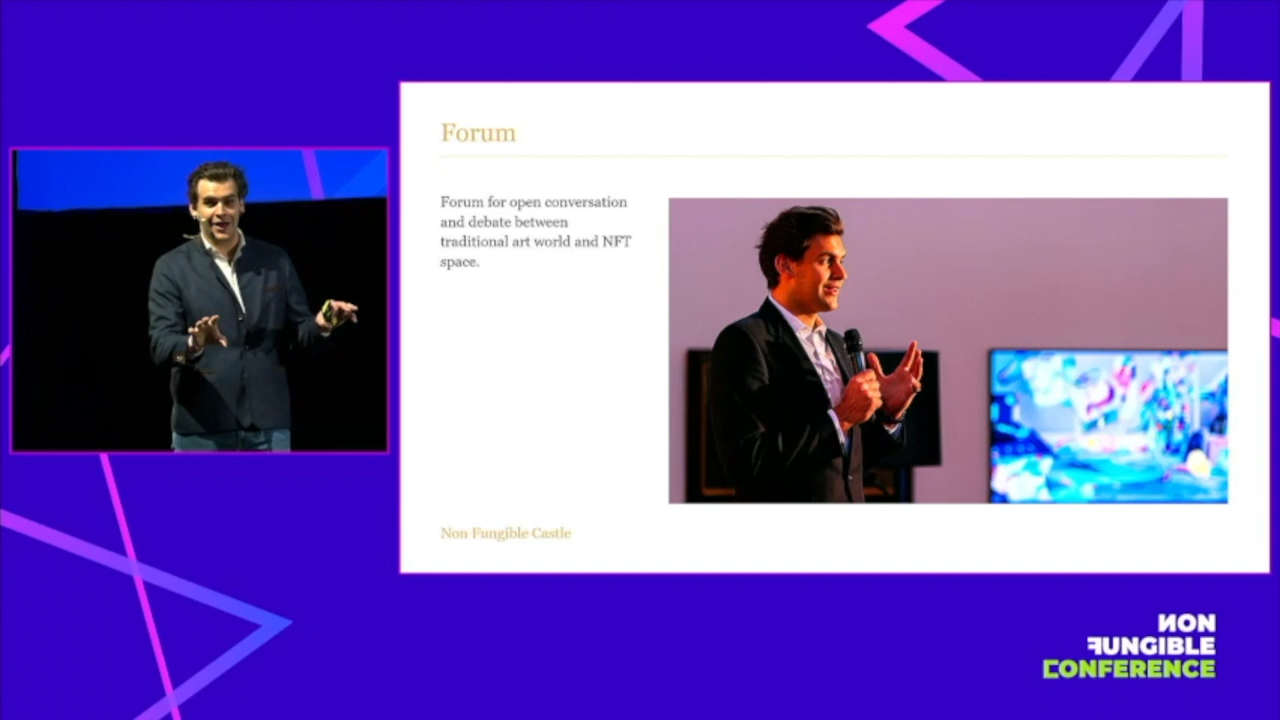 Forum
Forum for open conversation
and debate between
traditional art world and NFT
space.
Non Fungible Castle
NON
FUNGIBLE
CONFERENCE